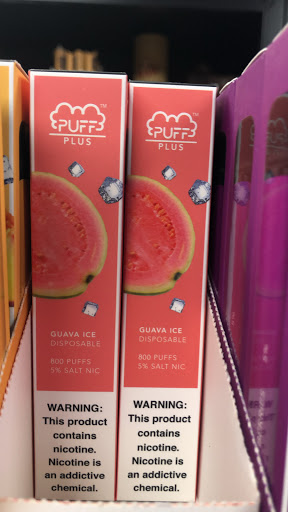 PUFF™
PLUS
GUAVA ICE
DISPOSABLE
800 PUFFS
5% SALT NIC
WARNING:
This product
contains
nicotine.
Nicotine is
an addictive
chemical.
PUFF™
PLUS
GUAVA ICE
DISPOSABLE
800 PUFFS
5% SALT NIC
WARNING:
This product
contains
nicotine.
Nicotine is
an addictive
chemical.